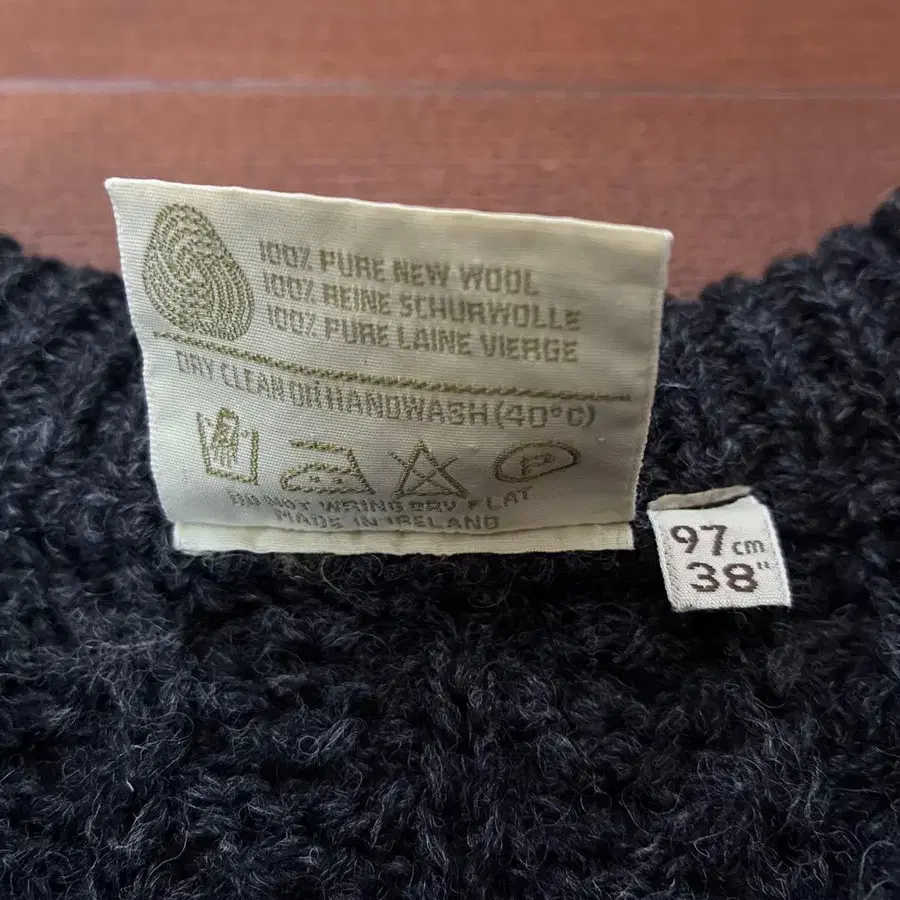 100% PURE NEW WOOL
100% REINE SCHURWOLLE
100% PURE LAINE VIERGE
DRY CLEAN OR HANDWASH (40°C)
P
DO NOT WRING DRY FLAT
MADE IN IRELAND
97 cm
38"